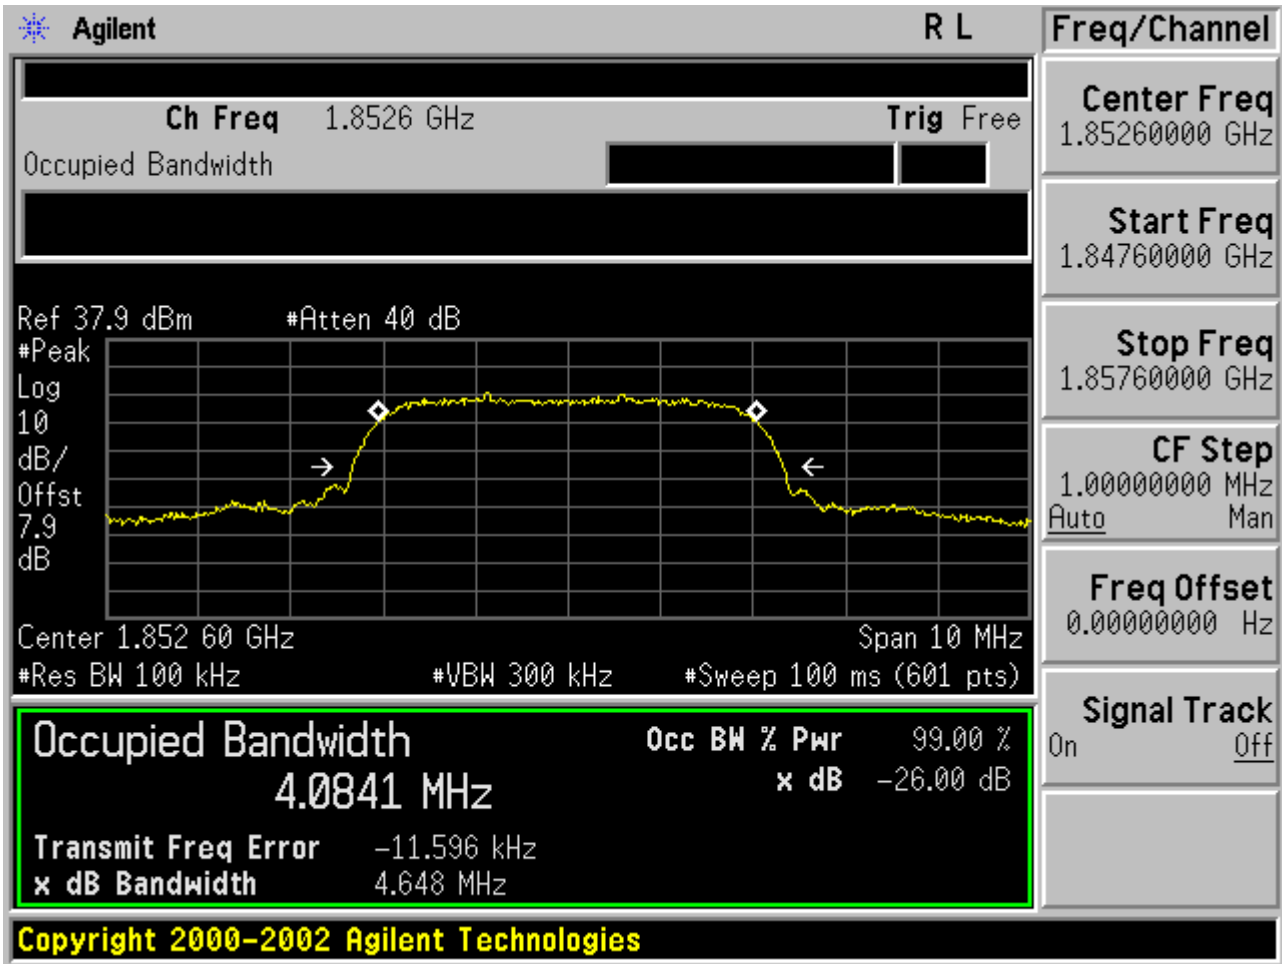 Agilent R L
Ch Freq 1.8526 GHz Trig Free
Occupied Bandwidth
Ref 37.9 dBm #Atten 40 dB
#Peak
Log
10
dB/
Offst
7.9
dB
Center 1.852 60 GHz Span 10 MHz
#Res BW 100 kHz #VBW 300 kHz #Sweep 100 ms (601 pts)
Occupied Bandwidth
4.0841 MHz
Occ BW % Pwr 99.00 %
x dB -26.00 dB
Transmit Freq Error -11.596 kHz
x dB Bandwidth 4.648 MHz
Copyright 2000-2002 Agilent Technologies
Freq/Channel
Center Freq
1.85260000 GHz
Start Freq
1.84760000 GHz
Stop Freq
1.85760000 GHz
CF Step
1.00000000 MHz
Auto Man
Freq Offset
0.00000000 Hz
Signal Track
On Off